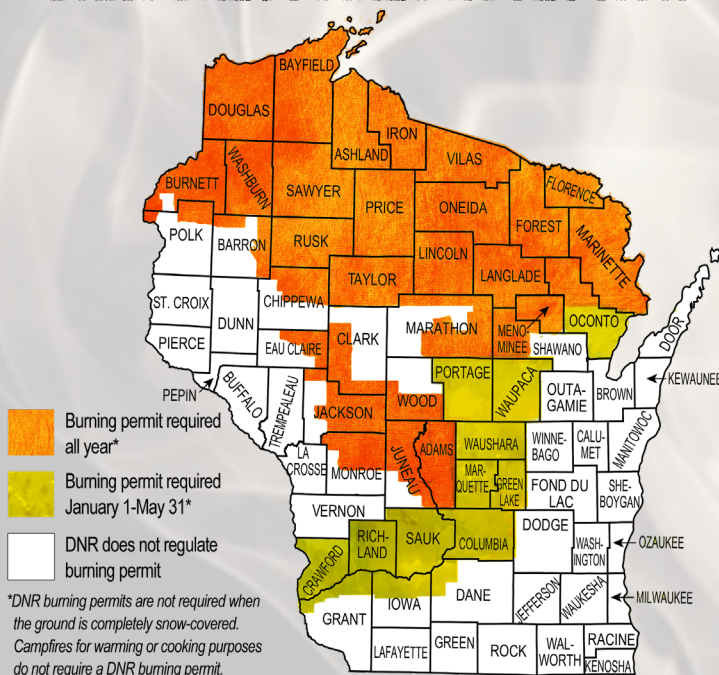 BAYFIELD
DOUGLAS
IRON
ASHLAND
VILAS
BURNETT
WASHBURN
SAWYER
PRICE
ONEIDA
FLORENCE
FOREST
MARINETTE
POLK
BARRON
RUSK
LINCOLN
LANGLADE
TAYLOR
ST. CROIX
CHIPPEWA
DUNN
CLARK
MARATHON
MENO-
MINEE
OCONTO
DOOR
PIERCE
EAU CLAIRE
SHAWANO
PEPIN
BUFFALO
TREMPEALEAU
PORTAGE
WAUPACA
OUTA-
GAMIE
BROWN
KEWAUNEE
JACKSON
WOOD
Burning permit required
all year*
JUNEAU
ADAMS
WAUSHARA
WINNE-
BAGO
CALU-
MET
MANITOWOC
LA
CROSSE
MONROE
MAR-
QUETTE
GREEN
LAKE
FOND DU
LAC
SHE-
BOYGAN
Burning permit required
January 1-May 31*
VERNON
RICH-
LAND
SAUK
COLUMBIA
DODGE
WASH-
INGTON
OZAUKEE
DNR does not regulate
burning permit
CRAWFORD
DANE
JEFFERSON
WAUKESHA
MILWAUKEE
IOWA
GRANT
LAFAYETTE
GREEN
ROCK
WAL-
WORTH
RACINE
KENOSHA
*DNR burning permits are not required when
the ground is completely snow-covered.
Campfires for warming or cooking purposes
do not require a DNR burning permit.